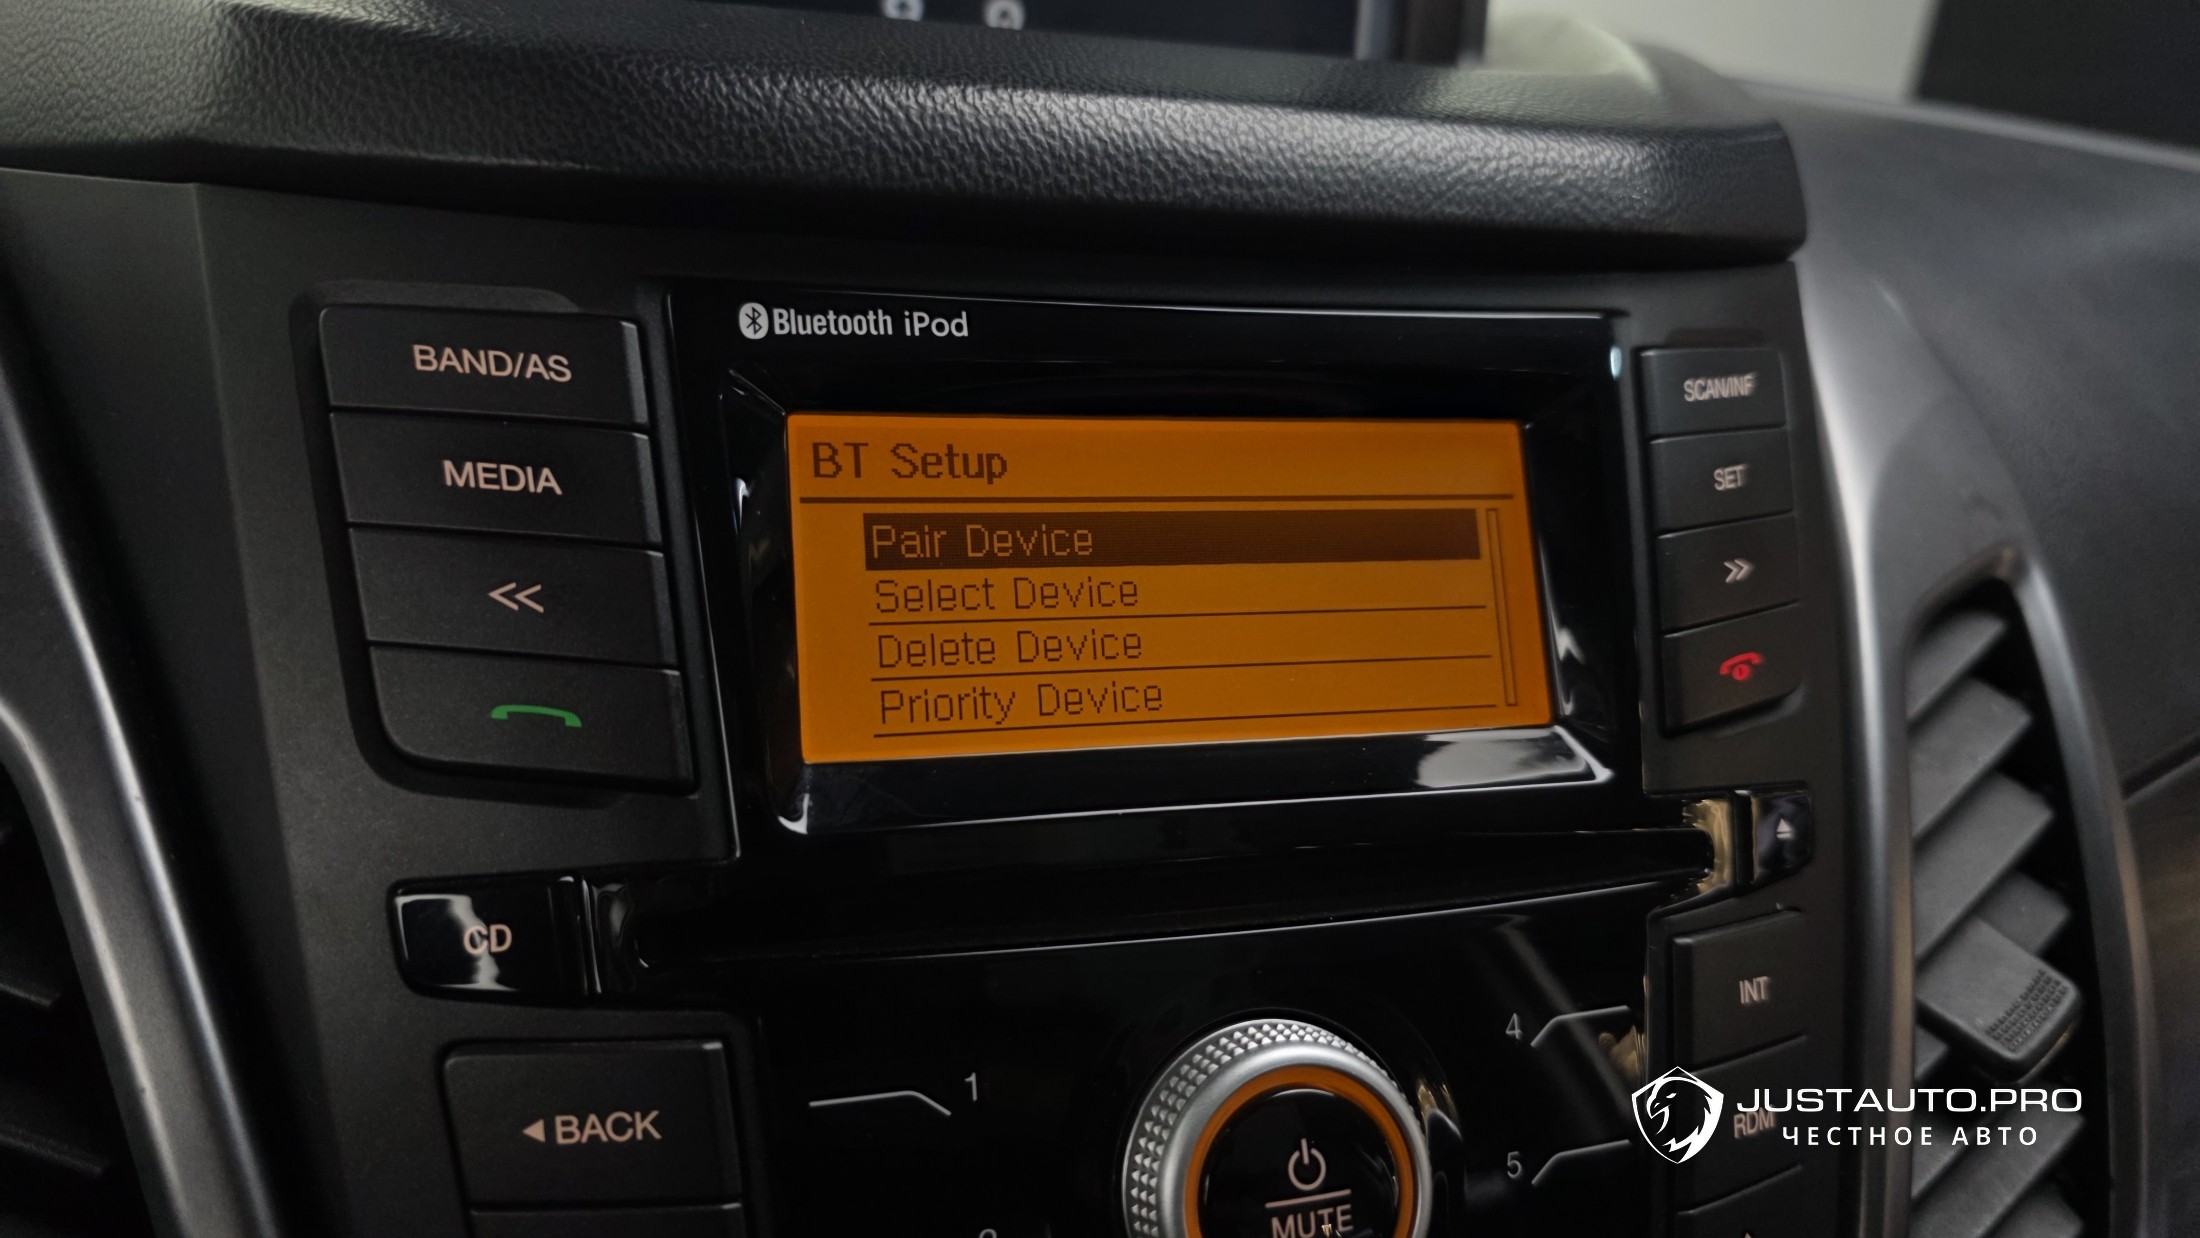 Bluetooth iPod
BAND/AS
MEDIA
SCAN/INF
SET
BT Setup
Pair Device
Select Device
Delete Device
Priority Device
CD
INT
4
1
BACK
RDM
5
MUTE
JUSTAUTO.PRO
ЧЕСТНОЕ АВТО